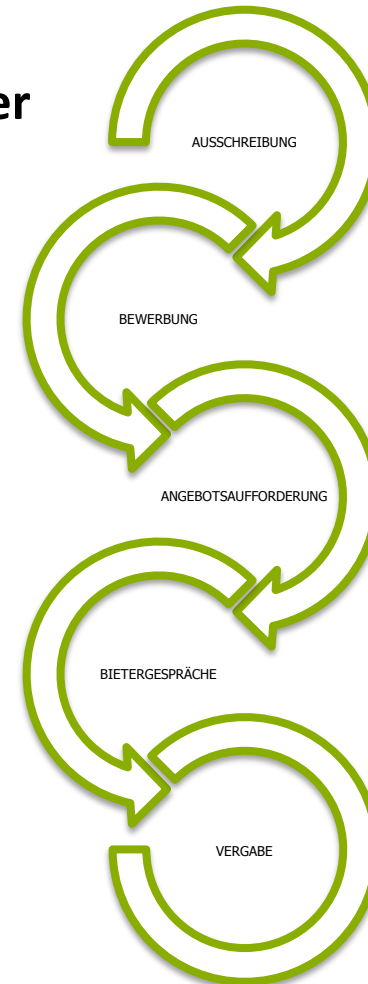 er
AUSSCHREIBUNG
BEWERBUNG
ANGEBOTSAUFFORDERUNG
BIETERGESPRÄCHE
VERGABE